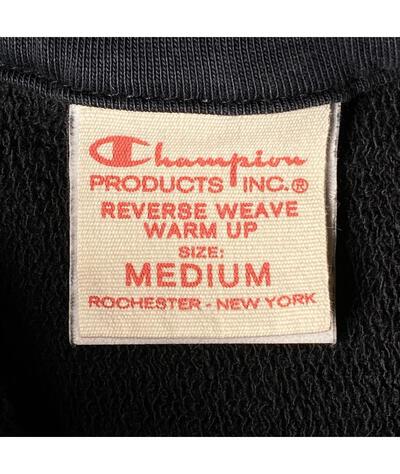 Champion
PRODUCTS INC.®
REVERSE WEAVE
WARM UP
SIZE:
MEDIUM
ROCHESTER - NEW YORK